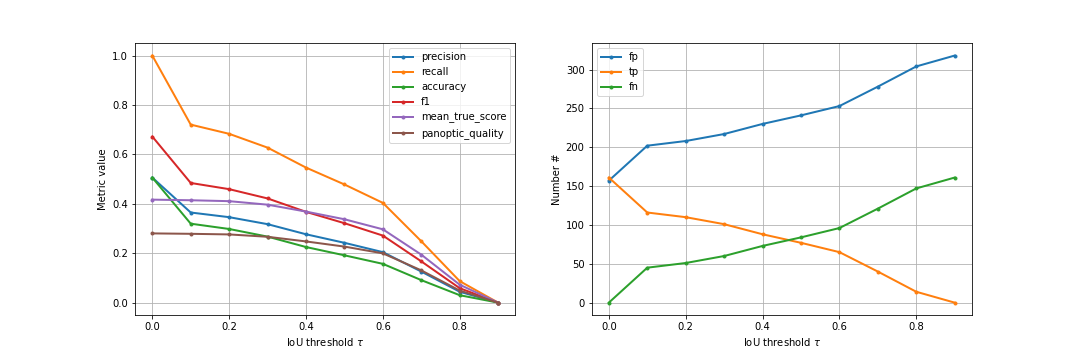 1.0
0.8
0.6
0.4
0.2
0.0
Metric value
0.0 0.2 0.4 0.6 0.8
IoU threshold τ
precision
recall
accuracy
f1
mean_true_score
panoptic_quality
300
250
200
150
100
50
0
Number #
0.0 0.2 0.4 0.6 0.8
IoU threshold τ
fp
tp
fn